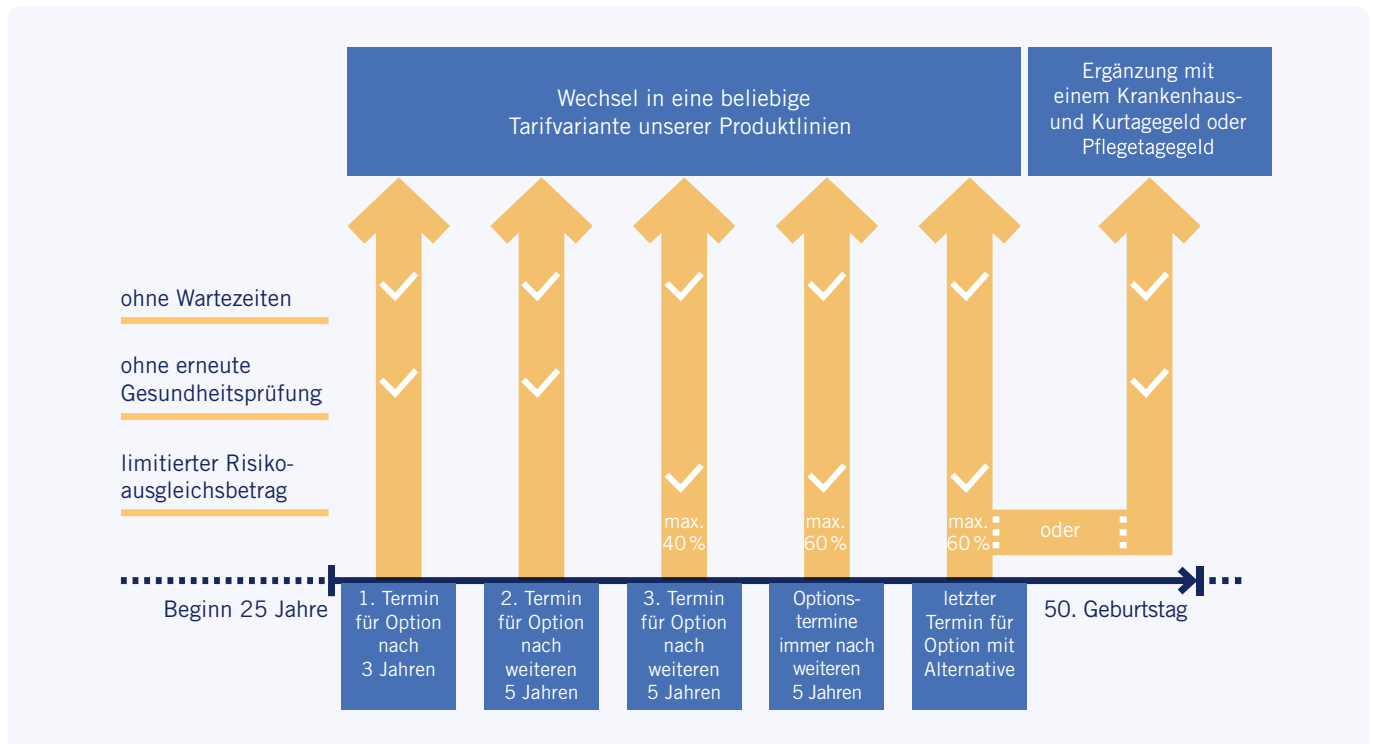 Wechsel in eine beliebige
Tarifvariante unserer Produktlinien
Ergänzung mit
einem Krankenhaus-
und Kurtagegeld oder
Pflegetagegeld
ohne Wartezeiten
ohne erneute
Gesundheitsprüfung
limitierter Risiko-
ausgleichsbetrag
max.
40 %
max.
60 %
max.
60 %
oder
Beginn 25 Jahre
1. Termin
für Option
nach
3 Jahren
2. Termin
für Option
nach
weiteren
5 Jahren
3. Termin
für Option
nach
weiteren
5 Jahren
Options-
termine
immer nach
weiteren
5 Jahren
letzter
Termin für
Option mit
Alternative
50. Geburtstag